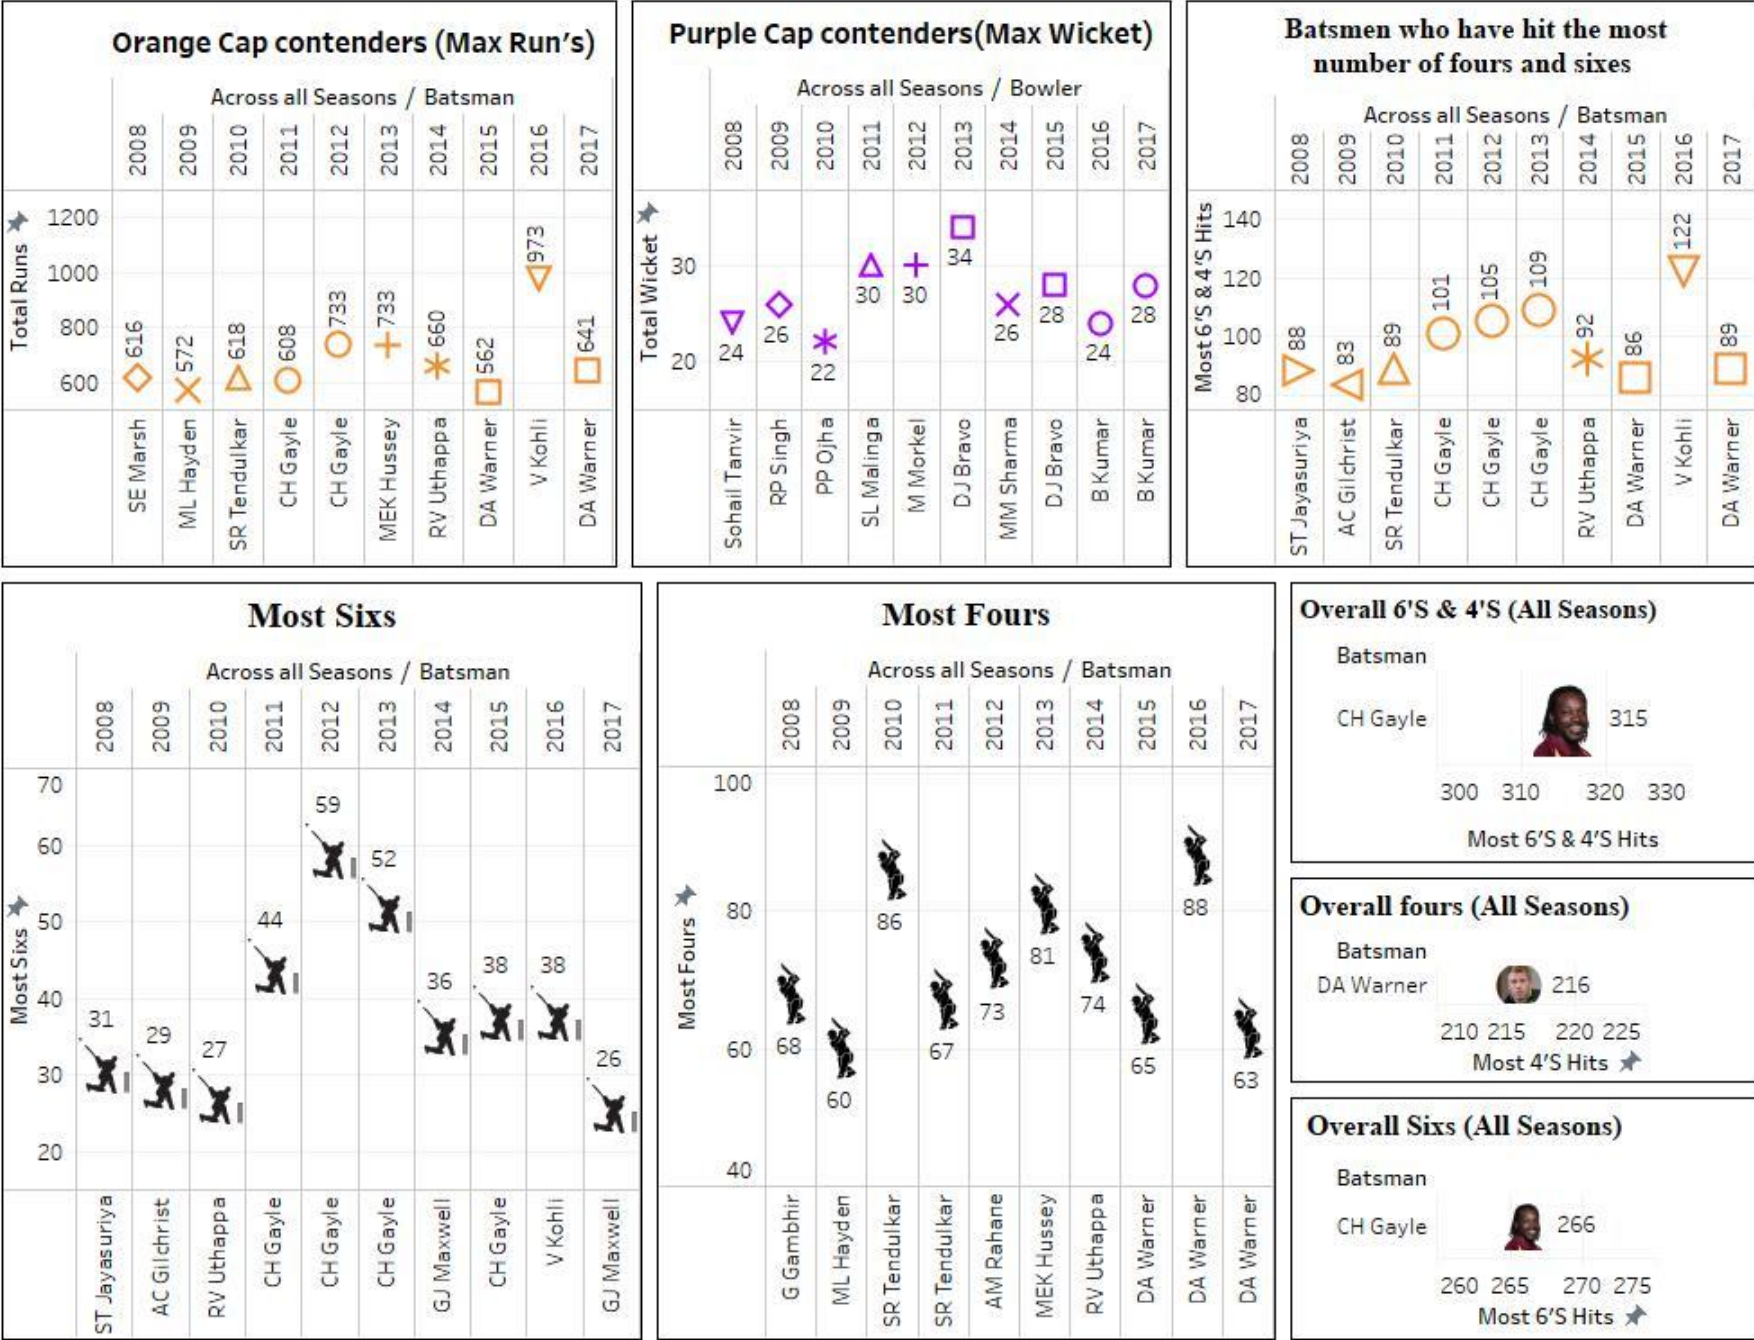 Orange Cap contenders (Max Run's)
Across all Seasons / Batsman
2008 2009 2010 2011 2012 2013 2014 2015 2016 2017
Total Runs
1200
1000
800
600
616 572 618 608 733 733 660 562 973 641
SE Marsh ML Hayden SR Tendulkar CH Gayle CH Gayle MEK Hussey RV Uthappa DA Warner V Kohli DA Warner
Purple Cap contenders(Max Wicket)
Across all Seasons / Bowler
2008 2009 2010 2011 2012 2013 2014 2015 2016 2017
Total Wicket
30
20
24 26 22 30 30 34 26 28 24 28
Sohail Tanvir RP Singh PP Ojha SL Malinga M Morkel DJ Bravo MM Sharma DJ Bravo B Kumar B Kumar
Batsmen who have hit the most
number of fours and sixes
Across all Seasons / Batsman
2008 2009 2010 2011 2012 2013 2014 2015 2016 2017
Most 6'S & 4'S Hits
140
120
100
80
88 83 89 101 105 109 92 86 122 89
ST Jayasuriya AC Gilchrist SR Tendulkar CH Gayle CH Gayle CH Gayle RV Uthappa DA Warner V Kohli DA Warner
Most Sixs
Across all Seasons / Batsman
2008 2009 2010 2011 2012 2013 2014 2015 2016 2017
Most Sixs
70
60
50
40
30
20
31 29 27 44 59 52 36 38 38 26
ST Jayasuriya AC Gilchrist RV Uthappa CH Gayle CH Gayle CH Gayle GJ Maxwell CH Gayle V Kohli GJ Maxwell
Most Fours
Across all Seasons / Batsman
2008 2009 2010 2011 2012 2013 2014 2015 2016 2017
Most Fours
100
80
60
40
68 60 86 67 73 81 74 65 88 63
G Gambhir ML Hayden SR Tendulkar SR Tendulkar AM Rahane MEK Hussey RV Uthappa DA Warner DA Warner DA Warner
Overall 6'S & 4'S (All Seasons)
Batsman
CH Gayle 315
300 310 320 330
Most 6'S & 4'S Hits
Overall fours (All Seasons)
Batsman
DA Warner 216
210 215 220 225
Most 4'S Hits
Overall Sixs (All Seasons)
Batsman
CH Gayle 266
260 265 270 275
Most 6'S Hits